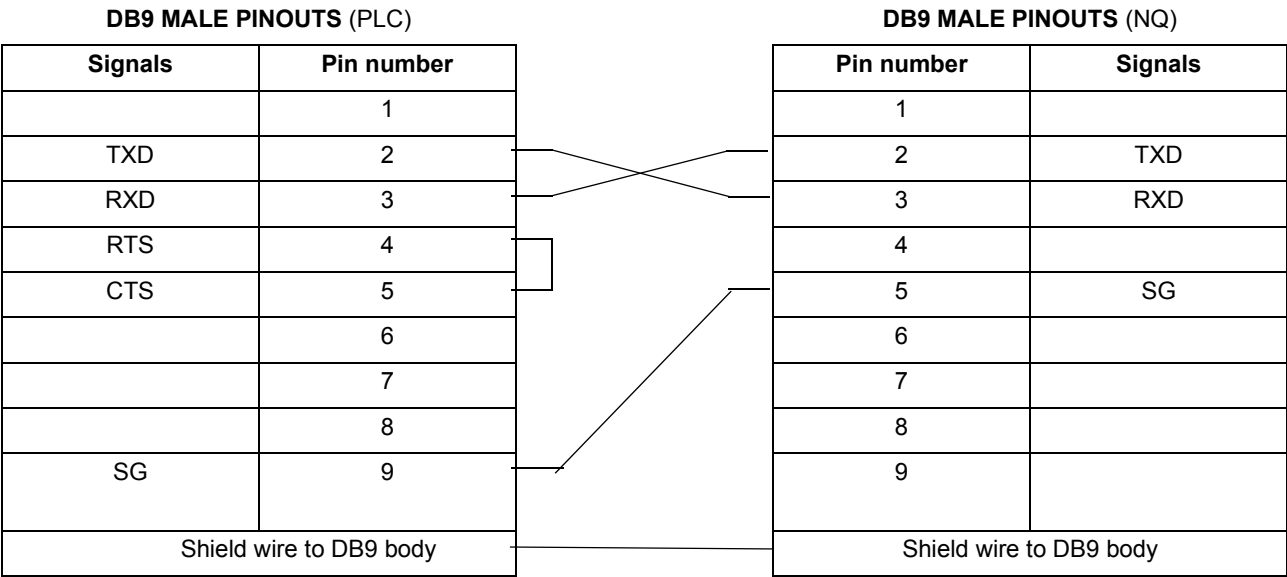 DB9 MALE PINOUTS (PLC) DB9 MALE PINOUTS (NQ)
Signals Pin number Pin number Signals
1 1
TXD 2 2 TXD
RXD 3 3 RXD
RTS 4 4
CTS 5 5 SG
6 6
7 7
8 8
SG 9 9
Shield wire to DB9 body Shield wire to DB9 body